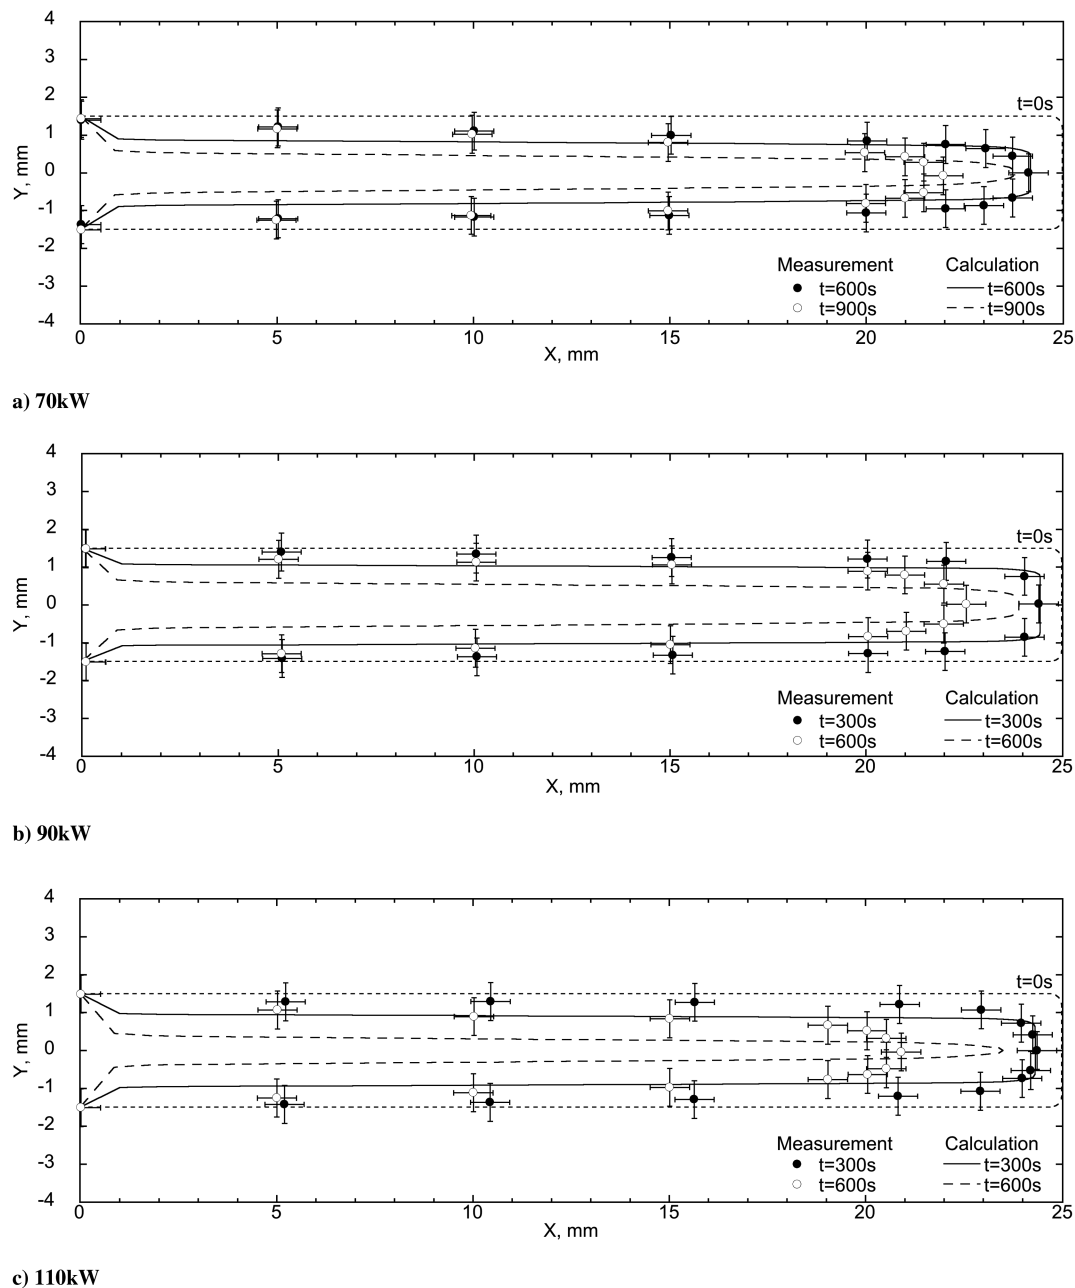 4
3
2
1
0
-1
-2
-3
-4
Y, mm
t=0s
Measurement Calculation
t=600s t=600s
t=900s t=900s
0 5 10 15 20 25
X, mm
a) 70kW
4
3
2
1
0
-1
-2
-3
-4
Y, mm
t=0s
Measurement Calculation
t=300s t=300s
t=600s t=600s
0 5 10 15 20 25
X, mm
b) 90kW
4
3
2
1
0
-1
-2
-3
-4
Y, mm
t=0s
Measurement Calculation
t=300s t=300s
t=600s t=600s
0 5 10 15 20 25
X, mm
c) 110kW